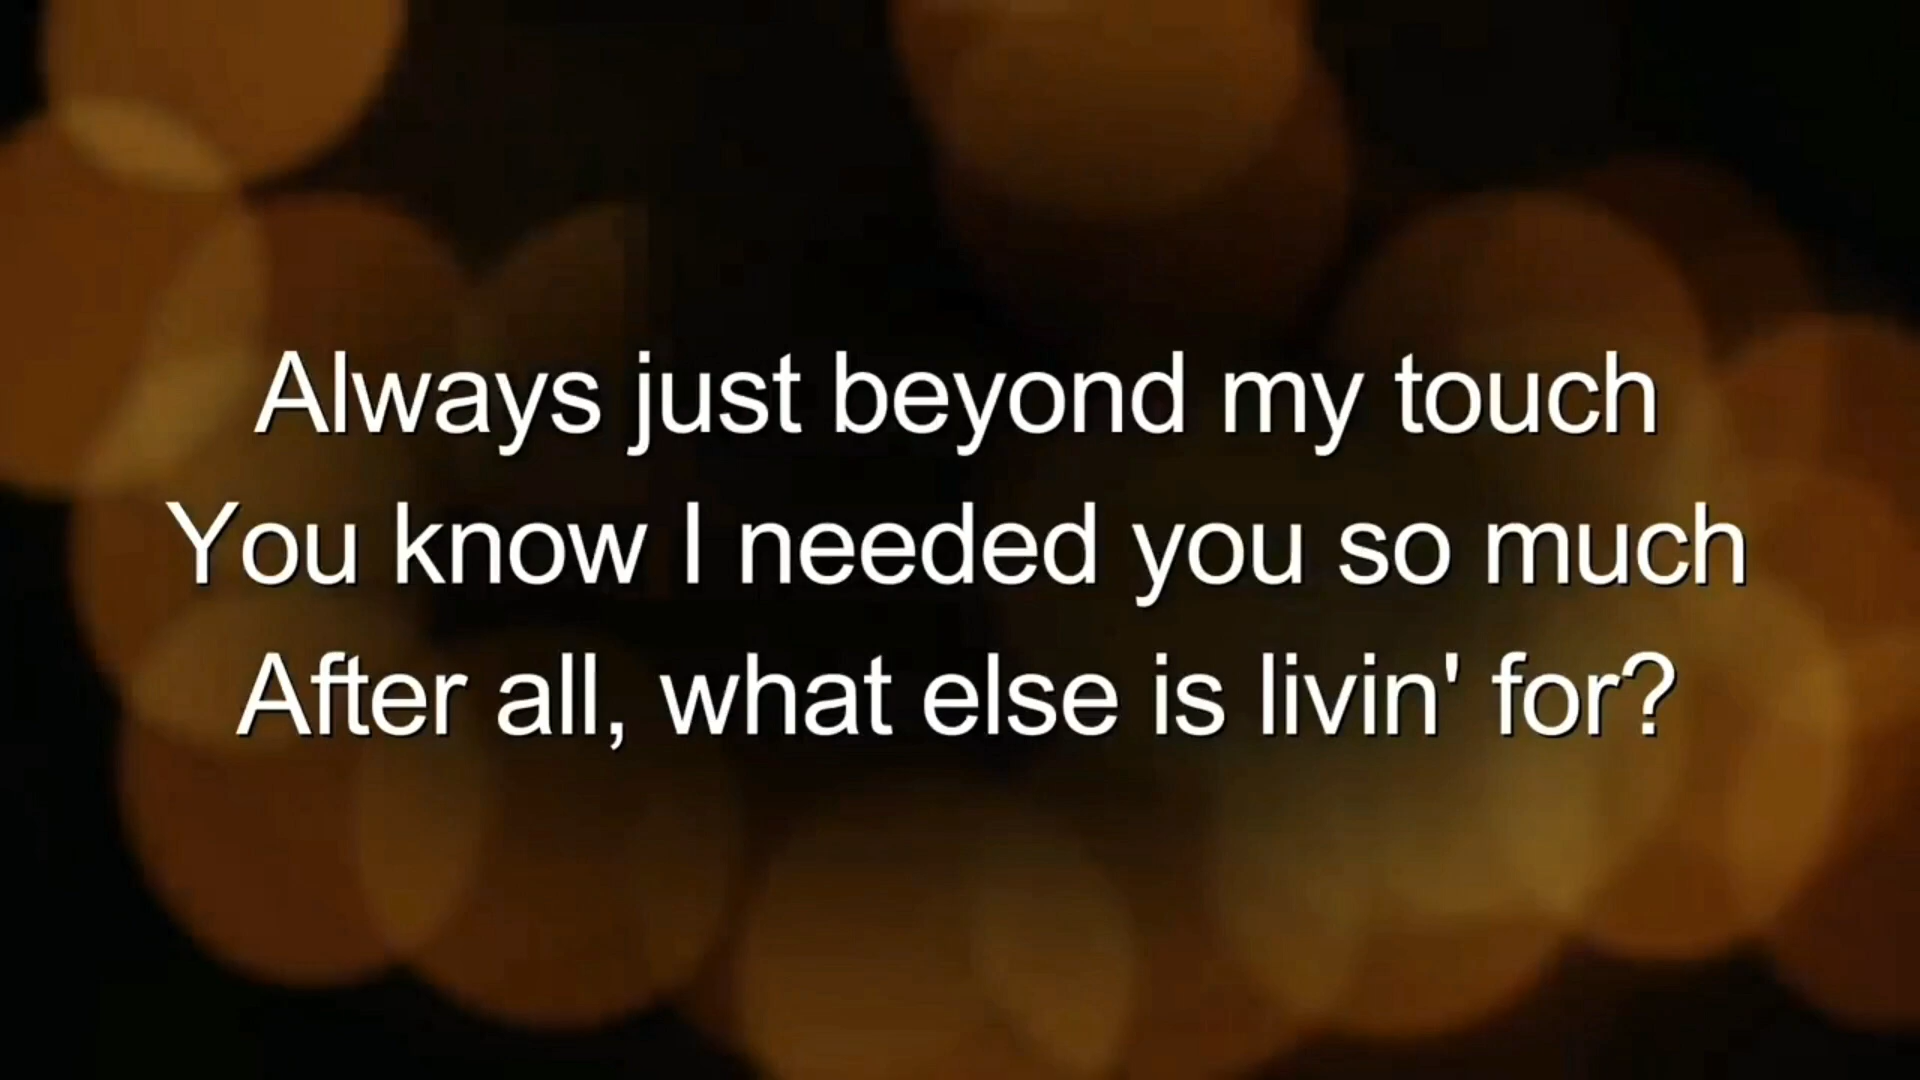 Always just beyond my touch
You know I needed you so much
After all, what else is livin' for?